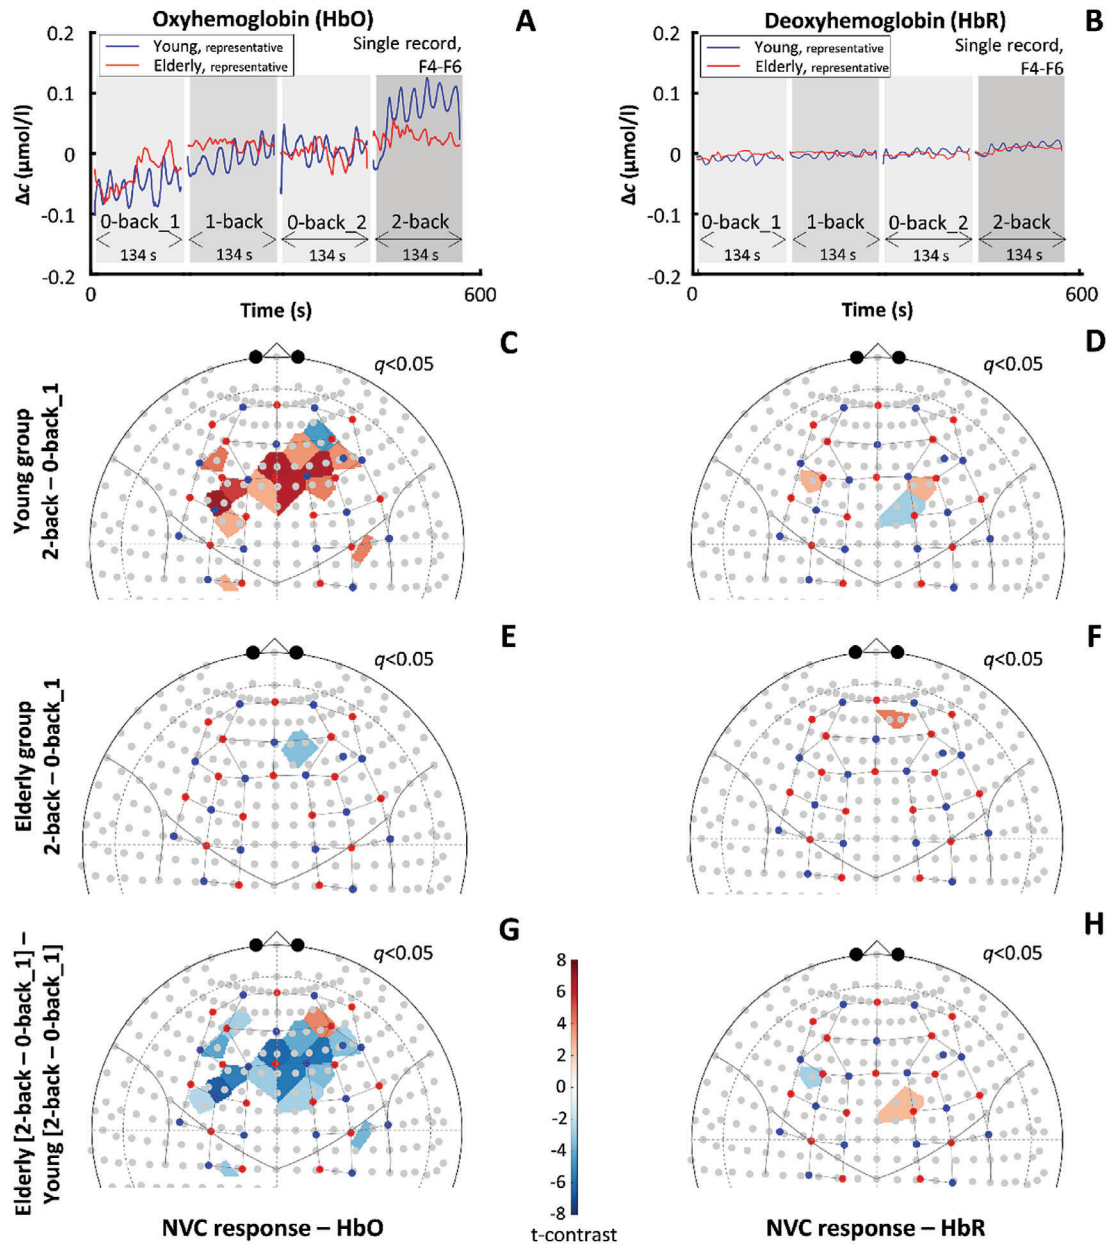 Oxyhemoglobin (HbO)
A
0.2
0.1
0
-0.1
-0.2
Δc (μmol/l)
Young, representative
Elderly, representative
Single record,
F4-F6
0-back_1
1-back
0-back_2
2-back
134 s
134 s
134 s
134 s
0
600
Time (s)
Deoxyhemoglobin (HbR)
B
0.2
0.1
0
-0.1
-0.2
Δc (μmol/l)
Young, representative
Elderly, representative
Single record,
F4-F6
0-back_1
1-back
0-back_2
2-back
134 s
134 s
134 s
134 s
0
600
Time (s)
Young group
2-back – 0-back_1
C
q<0.05
D
q<0.05
Elderly group
2-back – 0-back_1
E
q<0.05
F
q<0.05
Elderly [2-back – 0-back_1] –
Young [2-back – 0-back_1]
G
q<0.05
8
6
4
2
0
-2
-4
-6
-8
t-contrast
H
q<0.05
NVC response – HbO
NVC response – HbR